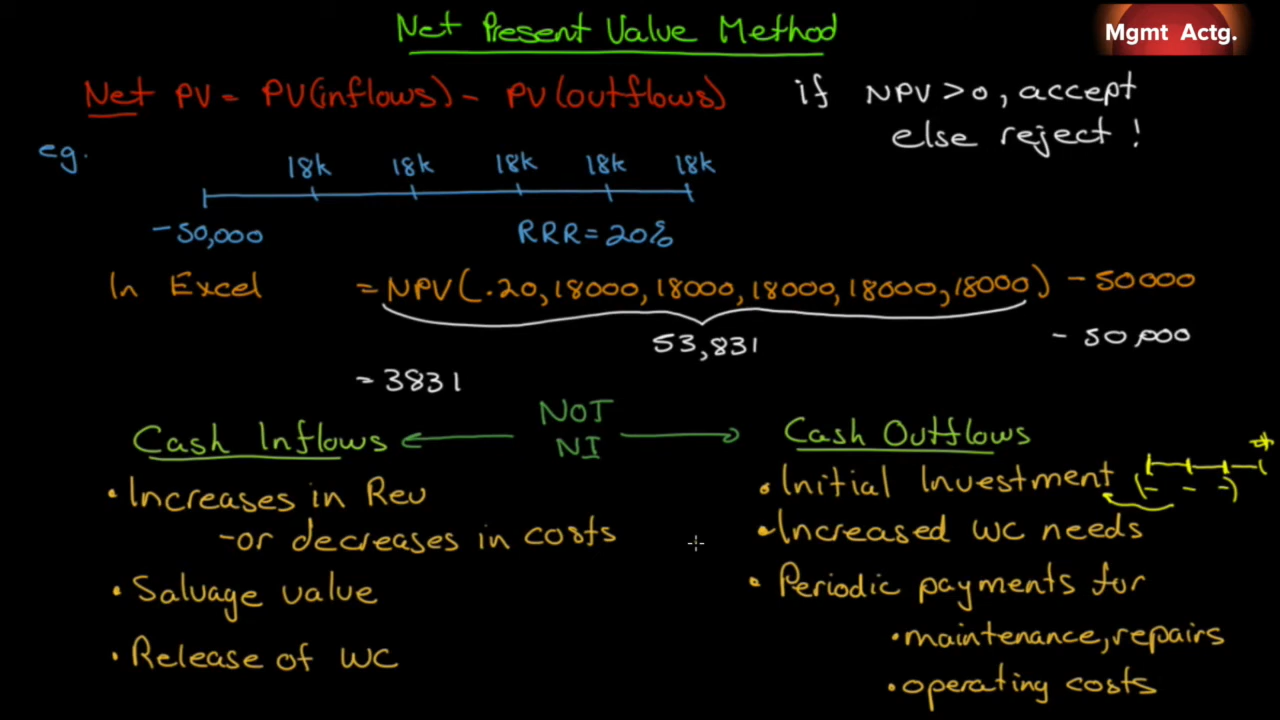 Net Present Value Method
Mgmt Actg.
Net PV = PV(inflows) - PV(outflows)
if NPV > 0, accept
else reject!
eg.
18k 18k 18k 18k 18k
-50,000
RRR = 20%
In Excel = NPV(.20, 18000, 18000, 18000, 18000, 18000) - 50000
53,831 - 50,000
= 3831
NOT
NI
Cash Inflows
• Increases in Rev
-or decreases in costs
• Salvage value
• Release of WC
Cash Outflows
• Initial Investment
• Increased WC needs
• Periodic payments for
• maintenance, repairs
• operating costs